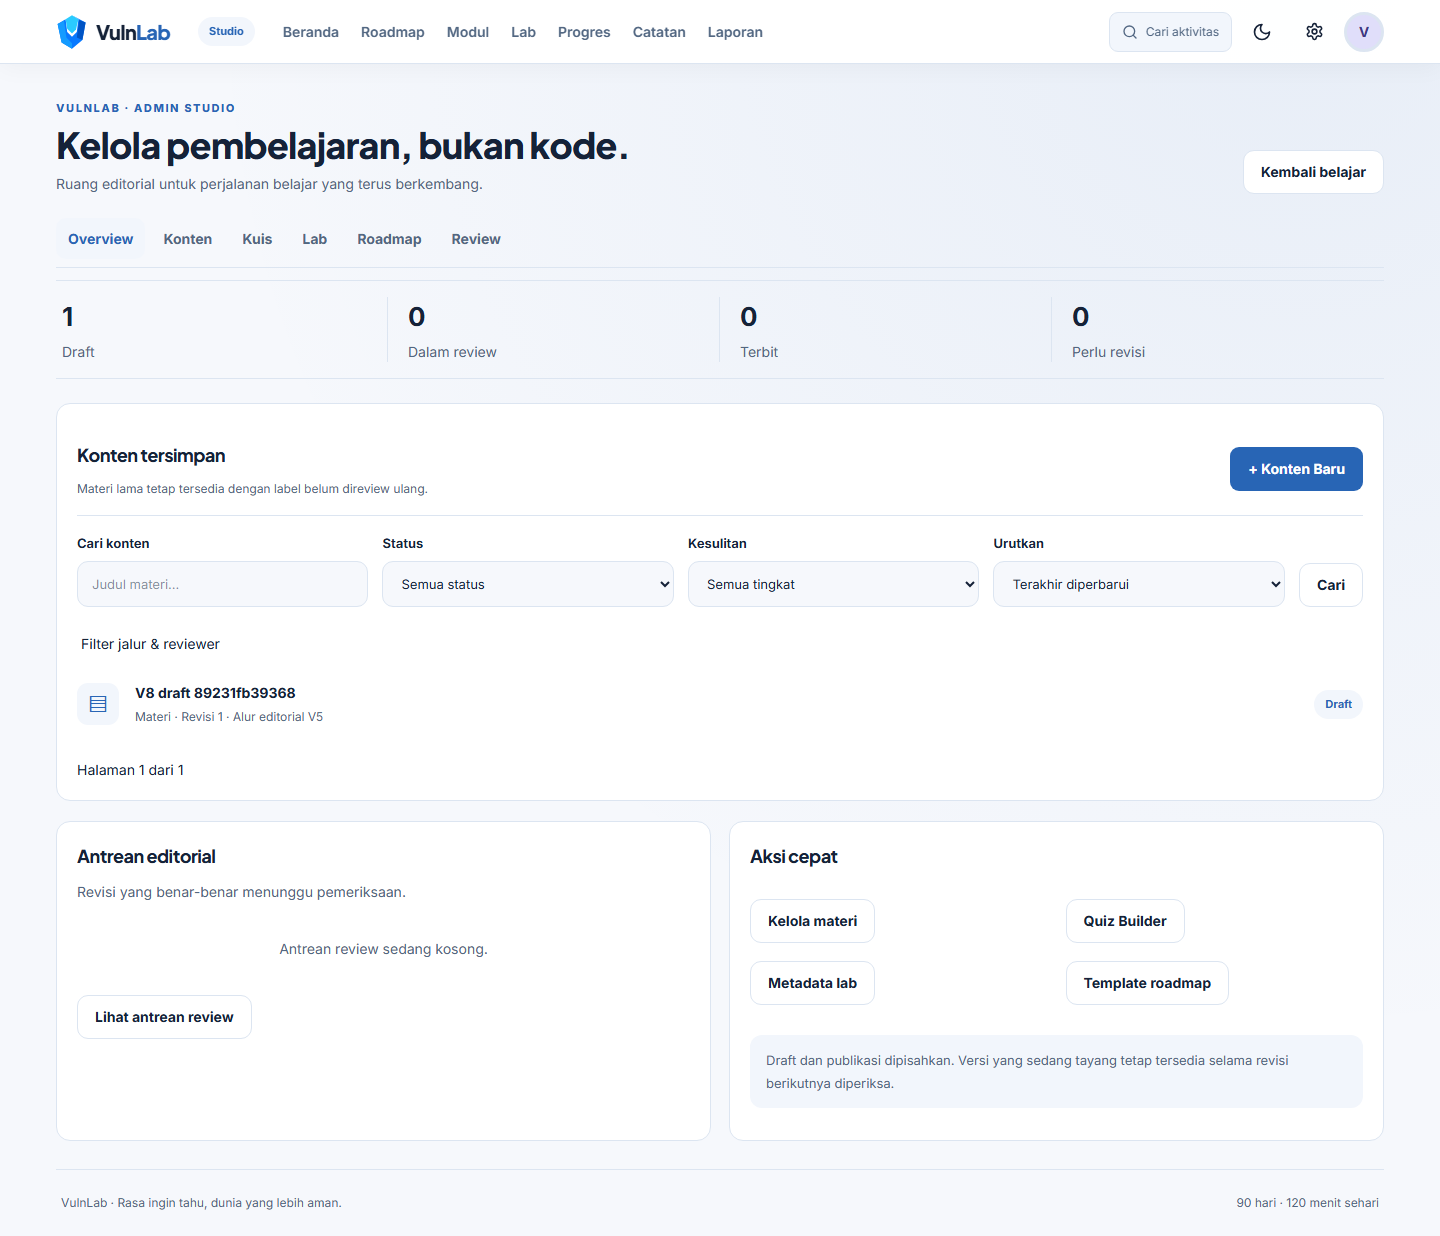 VulnLab
Studio
Beranda
Roadmap
Modul
Lab
Progres
Catatan
Laporan
Cari aktivitas
V
VULNLAB · ADMIN STUDIO
Kelola pembelajaran, bukan kode.
Ruang editorial untuk perjalanan belajar yang terus berkembang.
Kembali belajar
Overview
Konten
Kuis
Lab
Roadmap
Review
1
Draft
0
Dalam review
0
Terbit
0
Perlu revisi
Konten tersimpan
Materi lama tetap tersedia dengan label belum direview ulang.
+ Konten Baru
Cari konten
Judul materi...
Status
Semua status
Kesulitan
Semua tingkat
Urutkan
Terakhir diperbarui
Cari
Filter jalur & reviewer
V8 draft 89231fb39368
Materi · Revisi 1 · Alur editorial V5
Draft
Halaman 1 dari 1
Antrean editorial
Revisi yang benar-benar menunggu pemeriksaan.
Antrean review sedang kosong.
Lihat antrean review
Aksi cepat
Kelola materi
Quiz Builder
Metadata lab
Template roadmap
Draft dan publikasi dipisahkan. Versi yang sedang tayang tetap tersedia selama revisi
berikutnya diperiksa.
VulnLab · Rasa ingin tahu, dunia yang lebih aman.
90 hari · 120 menit sehari